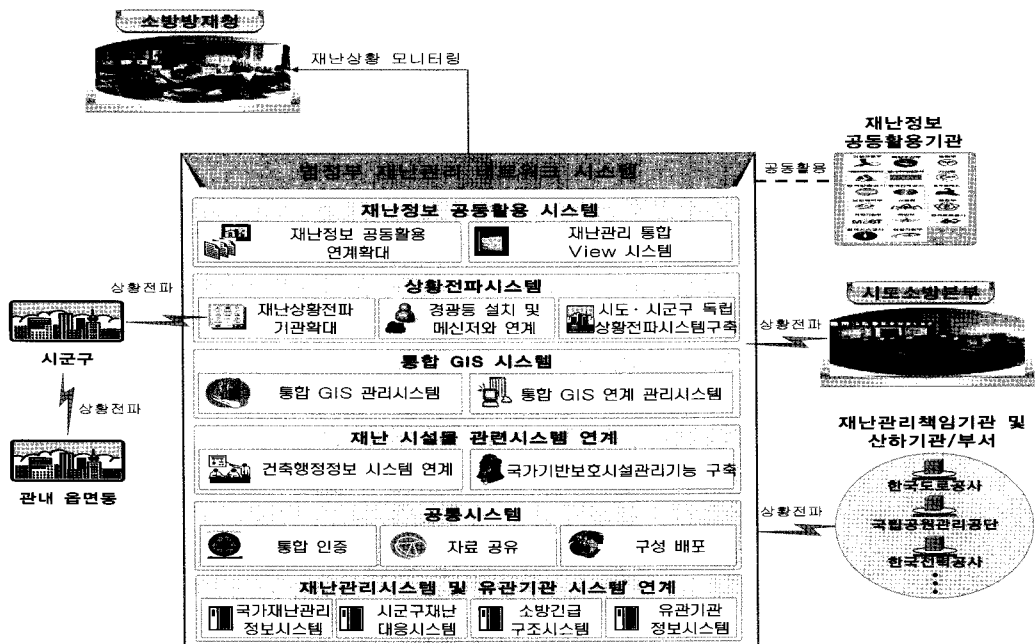 소방방재청
재난상황 모니터링
재난정보
공동활용기관
공동활용
범정부 재난관리 네트워크 시스템
재난정보 공동활용 시스템
재난정보 공동활용
연계확대
재난관리 통합
View 시스템
상황전파시스템
재난상황전파
기관확대
경광등 설치 및
메신저와 연계
시도·시군구 독립
상황전파시스템구축
상황전파
시군구
상황전파
관내 읍면동
시도소방본부
상황전파
통합 GIS 시스템
통합 GIS 관리시스템
통합 GIS 연계 관리시스템
재난 시설물 관련시스템 연계
건축행정정보 시스템 연계
국가기반보호시설관리기능 구축
재난관리책임기관 및
산하기관/부서
한국도로공사
국립공원관리공단
한국전력공사
상황전파
공통시스템
통합 인증
자료 공유
구성 배포
재난관리시스템 및 유관기관 시스템 연계
국가재난관리
정보시스템
시군구재난
대응시스템
소방긴급
구조시스템
유관기관
정보시스템